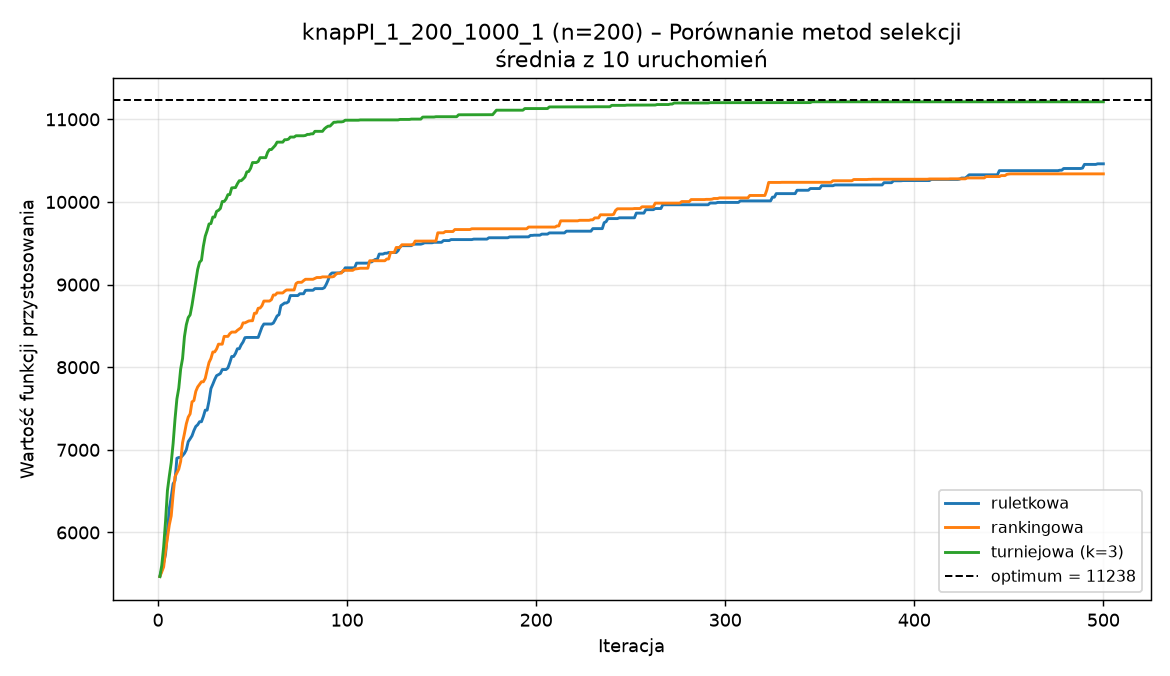 knapPI_1_200_1000_1 (n=200) – Porównanie metod selekcji
średnia z 10 uruchomień
Wartość funkcji przystosowania
11000
10000
9000
8000
7000
6000
0
100
200
300
400
500
Iteracja
ruletkowa
rankingowa
turniejowa (k=3)
optimum = 11238